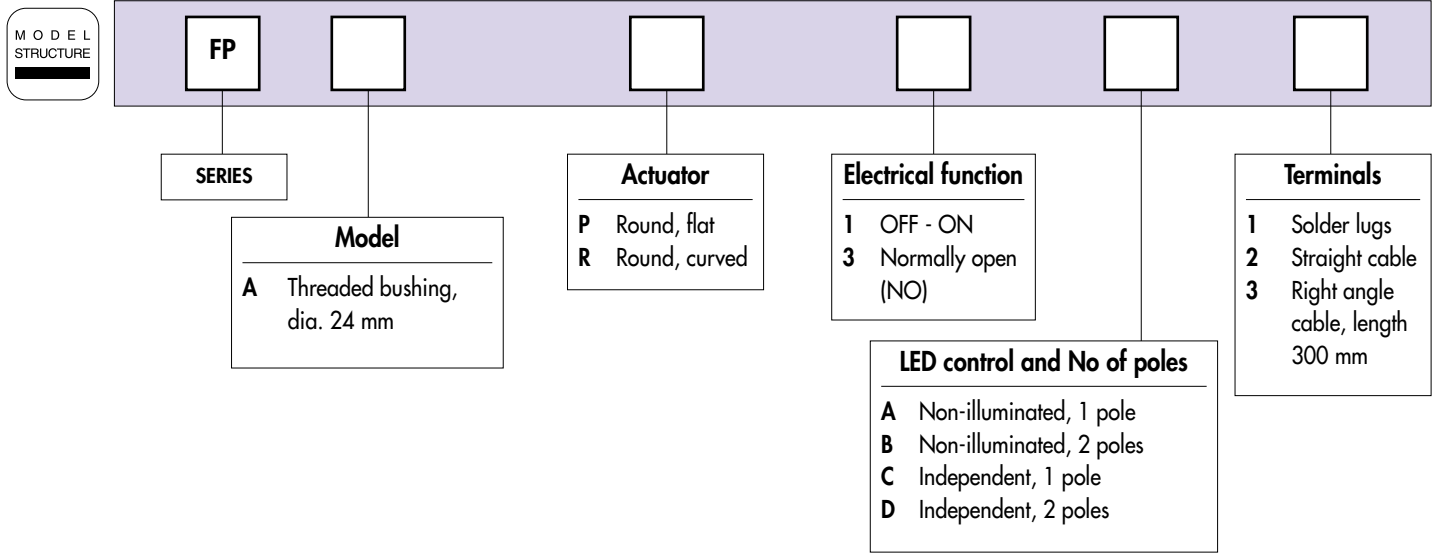 MODEL
STRUCTURE
FP
SERIES
Model
A Threaded bushing,
dia. 24 mm
Actuator
P Round, flat
R Round, curved
Electrical function
1 OFF - ON
3 Normally open
(NO)
LED control and No of poles
A Non-illuminated, 1 pole
B Non-illuminated, 2 poles
C Independent, 1 pole
D Independent, 2 poles
Terminals
1 Solder lugs
2 Straight cable
3 Right angle
cable, length
300 mm